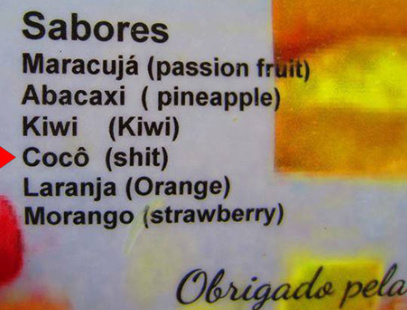 Sabores
Maracujá (passion fruit)
Abacaxi ( pineapple)
Kiwi (Kiwi)
Cocô (shit)
Laranja (Orange)
Morango (strawberry)
Obrigado pela